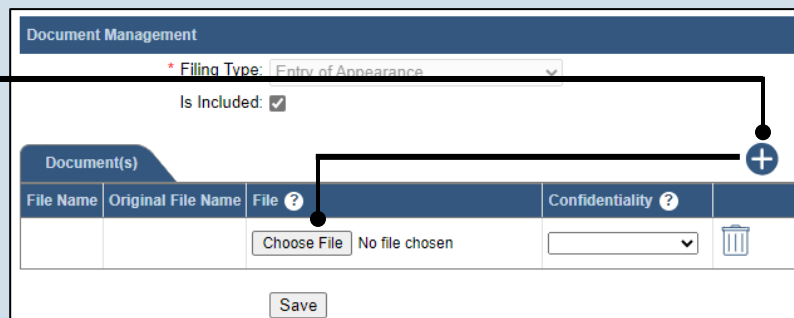 Document Management
* Filing Type: Entry of Appearance
Is Included:
Document(s)
File Name Original File Name File ? Confidentiality ?
Choose File No file chosen
Save